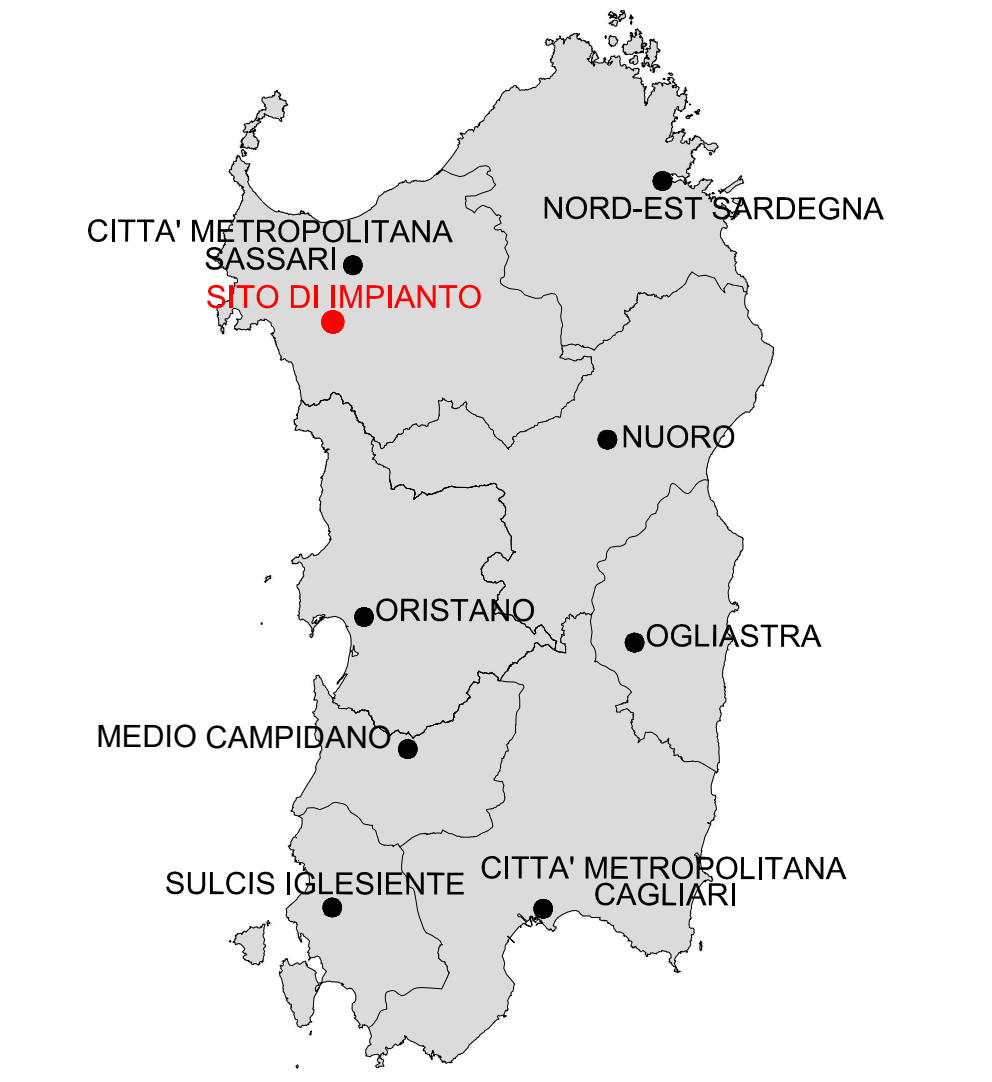 NORD-EST SARDEGNA
CITTA' METROPOLITANA
SASSARI
SITO DI IMPIANTO
NUORO
ORISTANO
OGLIASTRA
MEDIO CAMPIDANO
CITTA' METROPOLITANA
CAGLIARI
SULCIS IGLESIENTE